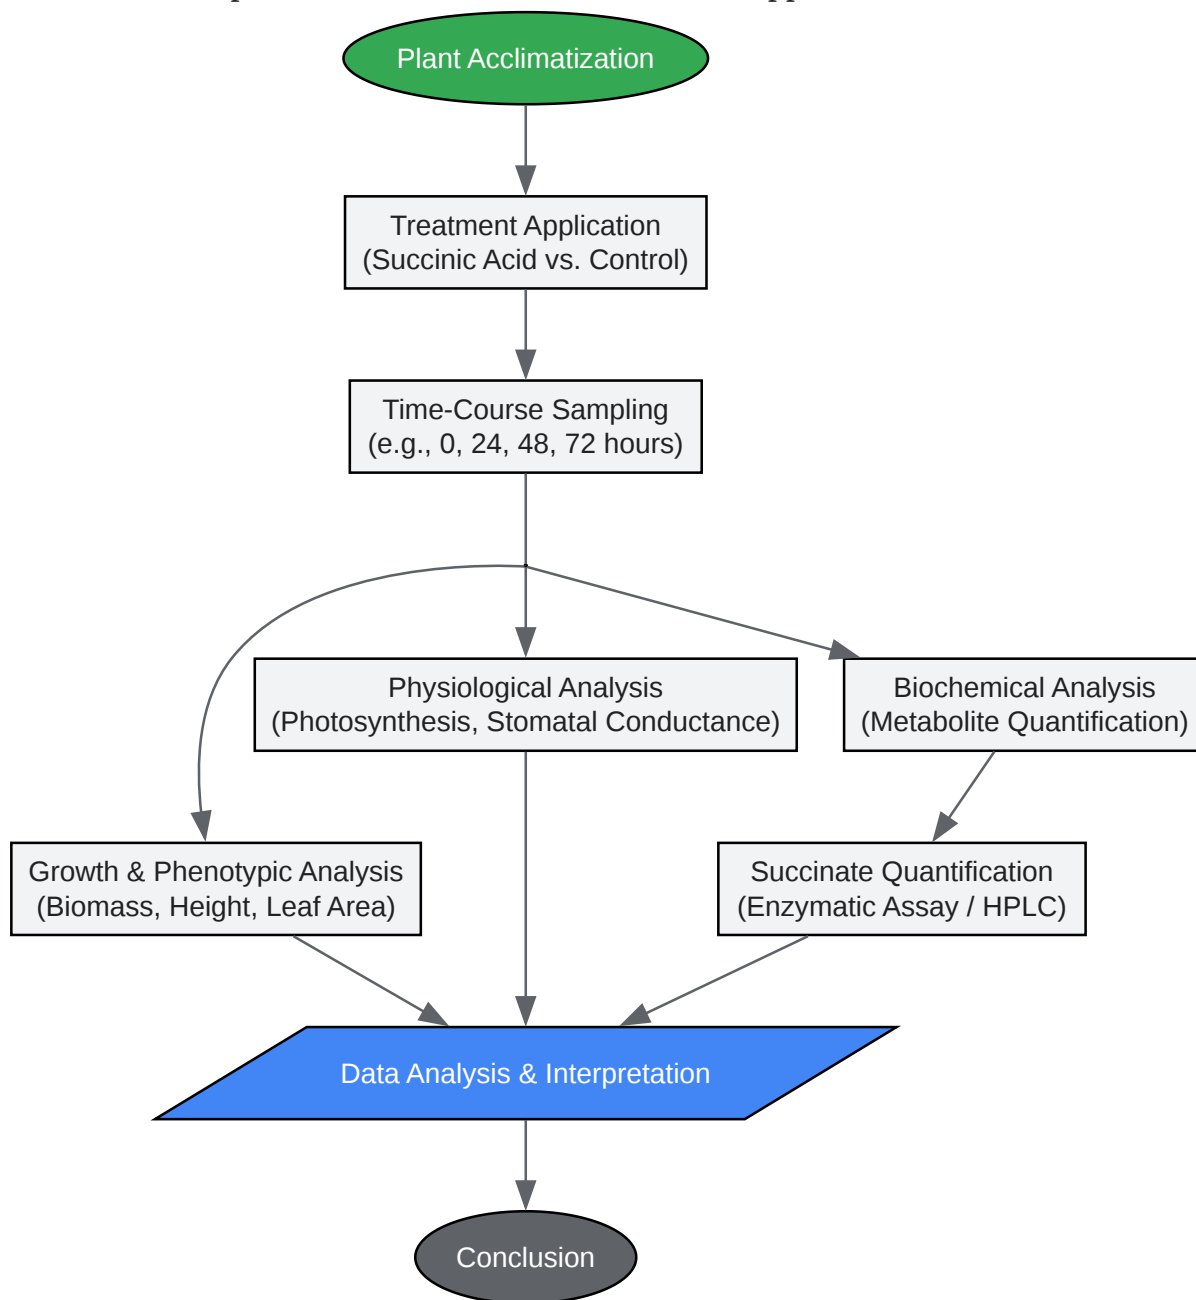 Plant Acclimatization
Treatment Application
(Succinic Acid vs. Control)
Time-Course Sampling
(e.g., 0, 24, 48, 72 hours)
Physiological Analysis
(Photosynthesis, Stomatal Conductance)
Biochemical Analysis
(Metabolite Quantification)
Growth & Phenotypic Analysis
(Biomass, Height, Leaf Area)
Succinate Quantification
(Enzymatic Assay / HPLC)
Data Analysis & Interpretation
Conclusion